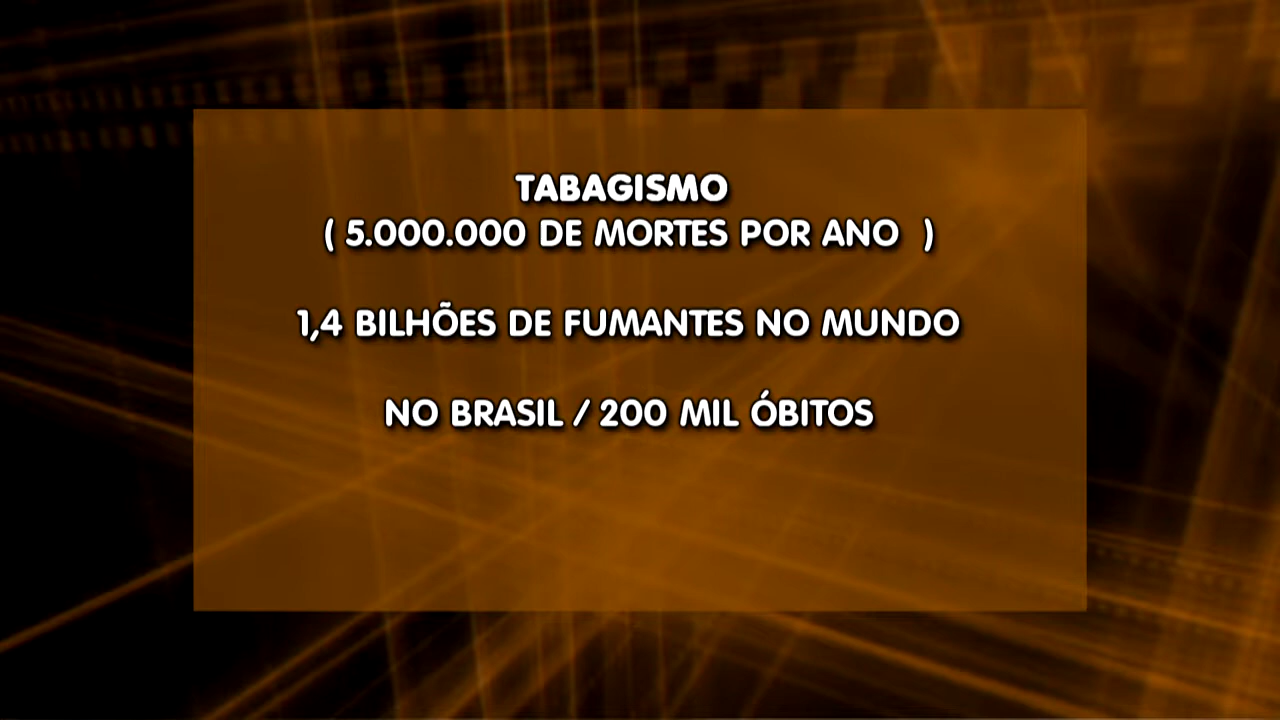 TABAGISMO
( 5.000.000 DE MORTES POR ANO )
1,4 BILHÕES DE FUMANTES NO MUNDO
NO BRASIL / 200 MIL ÓBITOS